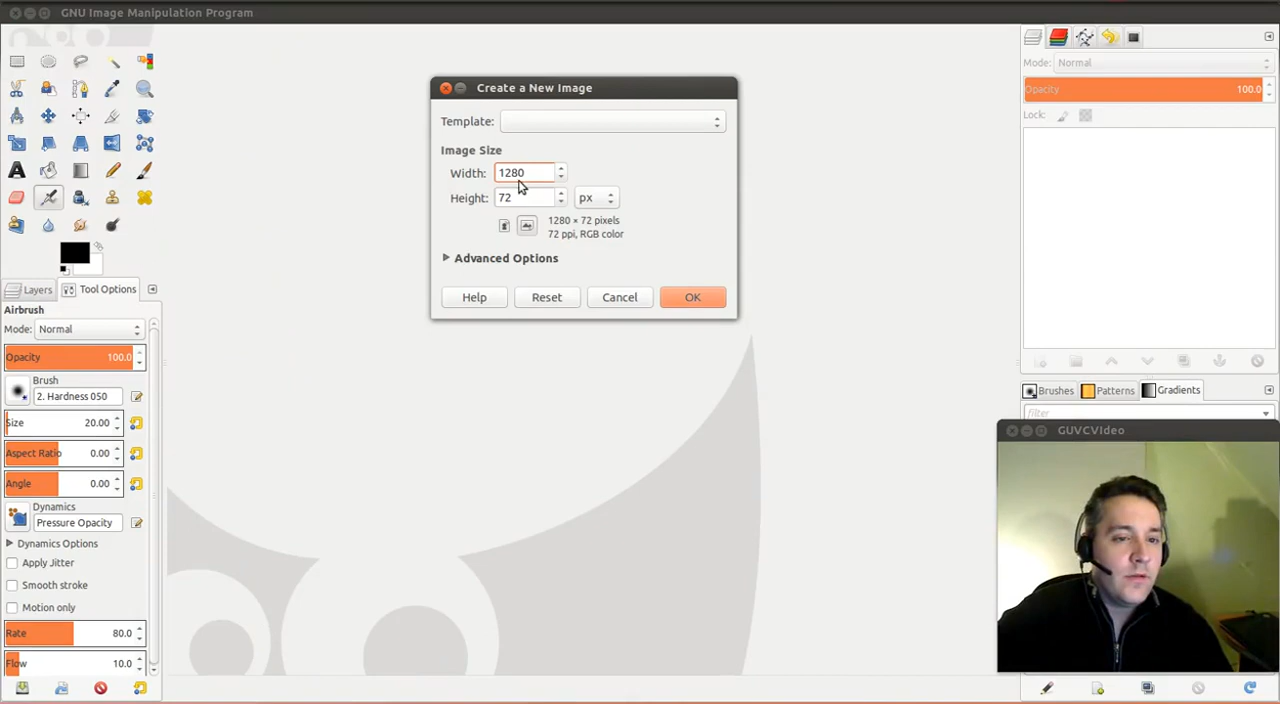 GNU Image Manipulation Program
Create a New Image
Template:
Image Size
Width: 1280
Height: 72 px
1280 × 72 pixels
72 ppi, RGB color
Advanced Options
Help Reset Cancel OK
Layers Tool Options
Airbrush
Mode: Normal
Opacity 100.0
Brush
2. Hardness 050
Size 20.00
Aspect Ratio 0.00
Angle 0.00
Dynamics
Pressure Opacity
Dynamics Options
Apply Jitter
Smooth stroke
Motion only
Rate 80.0
Flow 10.0
Mode: Normal
Opacity 100.0
Lock:
Brushes Patterns Gradients
filter
GUVCVideo